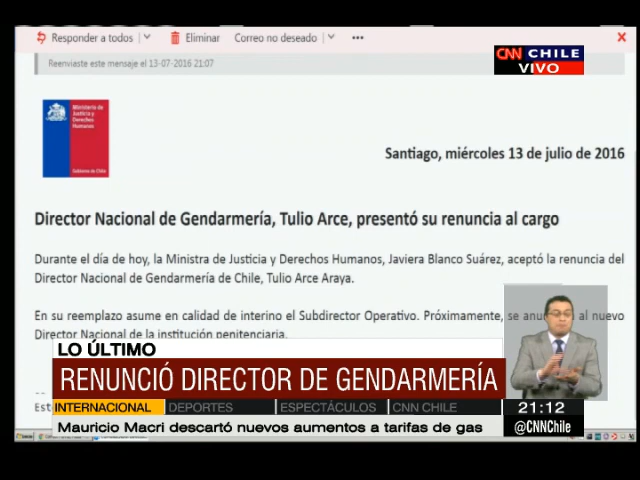 Responder a todos
Eliminar
Correo no deseado
Reenviaste este mensaje el 13-07-2016 21:07
CNN CHILE
VIVO
Ministerio de
Justicia y
Derechos
Humanos
Gobierno de Chile
Santiago, miércoles 13 de julio de 2016
Director Nacional de Gendarmería, Tulio Arce, presentó su renuncia al cargo
Durante el día de hoy, la Ministra de Justicia y Derechos Humanos, Javiera Blanco Suárez, aceptó la renuncia del
Director Nacional de Gendarmería de Chile, Tulio Arce Araya.
En su reemplazo asume en calidad de interino el Subdirector Operativo. Próximamente, se al nuevo
Director Nacional de la institución penitenciaria.
LO ÚLTIMO
RENUNCIÓ DIRECTOR DE GENDARMERÍA
INTERNACIONAL DEPORTES ESPECTÁCULOS CNN CHILE
21:12
Mauricio Macri descartó nuevos aumentos a tarifas de gas
@CNNChile